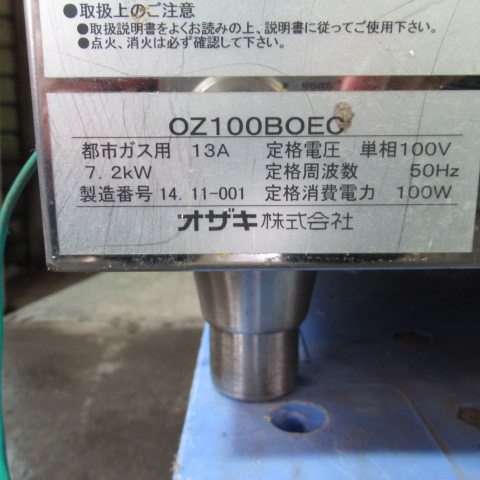 ●取扱上のご注意
●取扱説明書をよくお読みの上、説明書に従ってご使用下さい。
●点火、消火は必ず確認して下さい。
OZ100BOEC
都市ガス用 13A 定格電圧 単相100V
7.2kW 定格周波数 50Hz
製造番号 14.11-001 定格消費電力 100W
オザキ株式会社